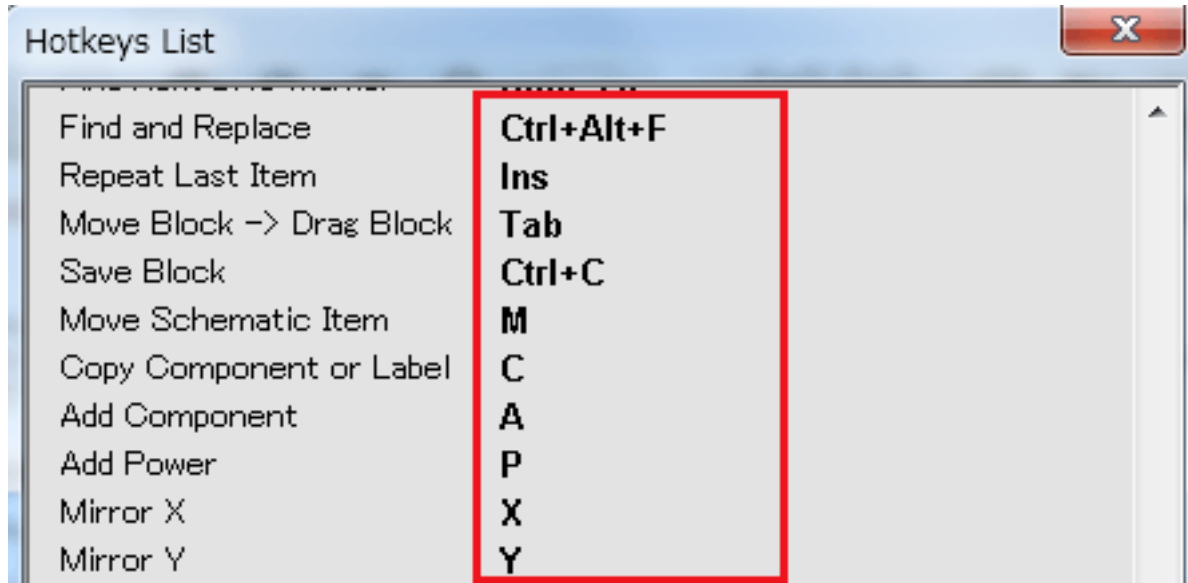 Hotkeys List
Find and Replace Ctrl+Alt+F
Repeat Last Item Ins
Move Block -> Drag Block Tab
Save Block Ctrl+C
Move Schematic Item M
Copy Component or Label C
Add Component A
Add Power P
Mirror X X
Mirror Y Y